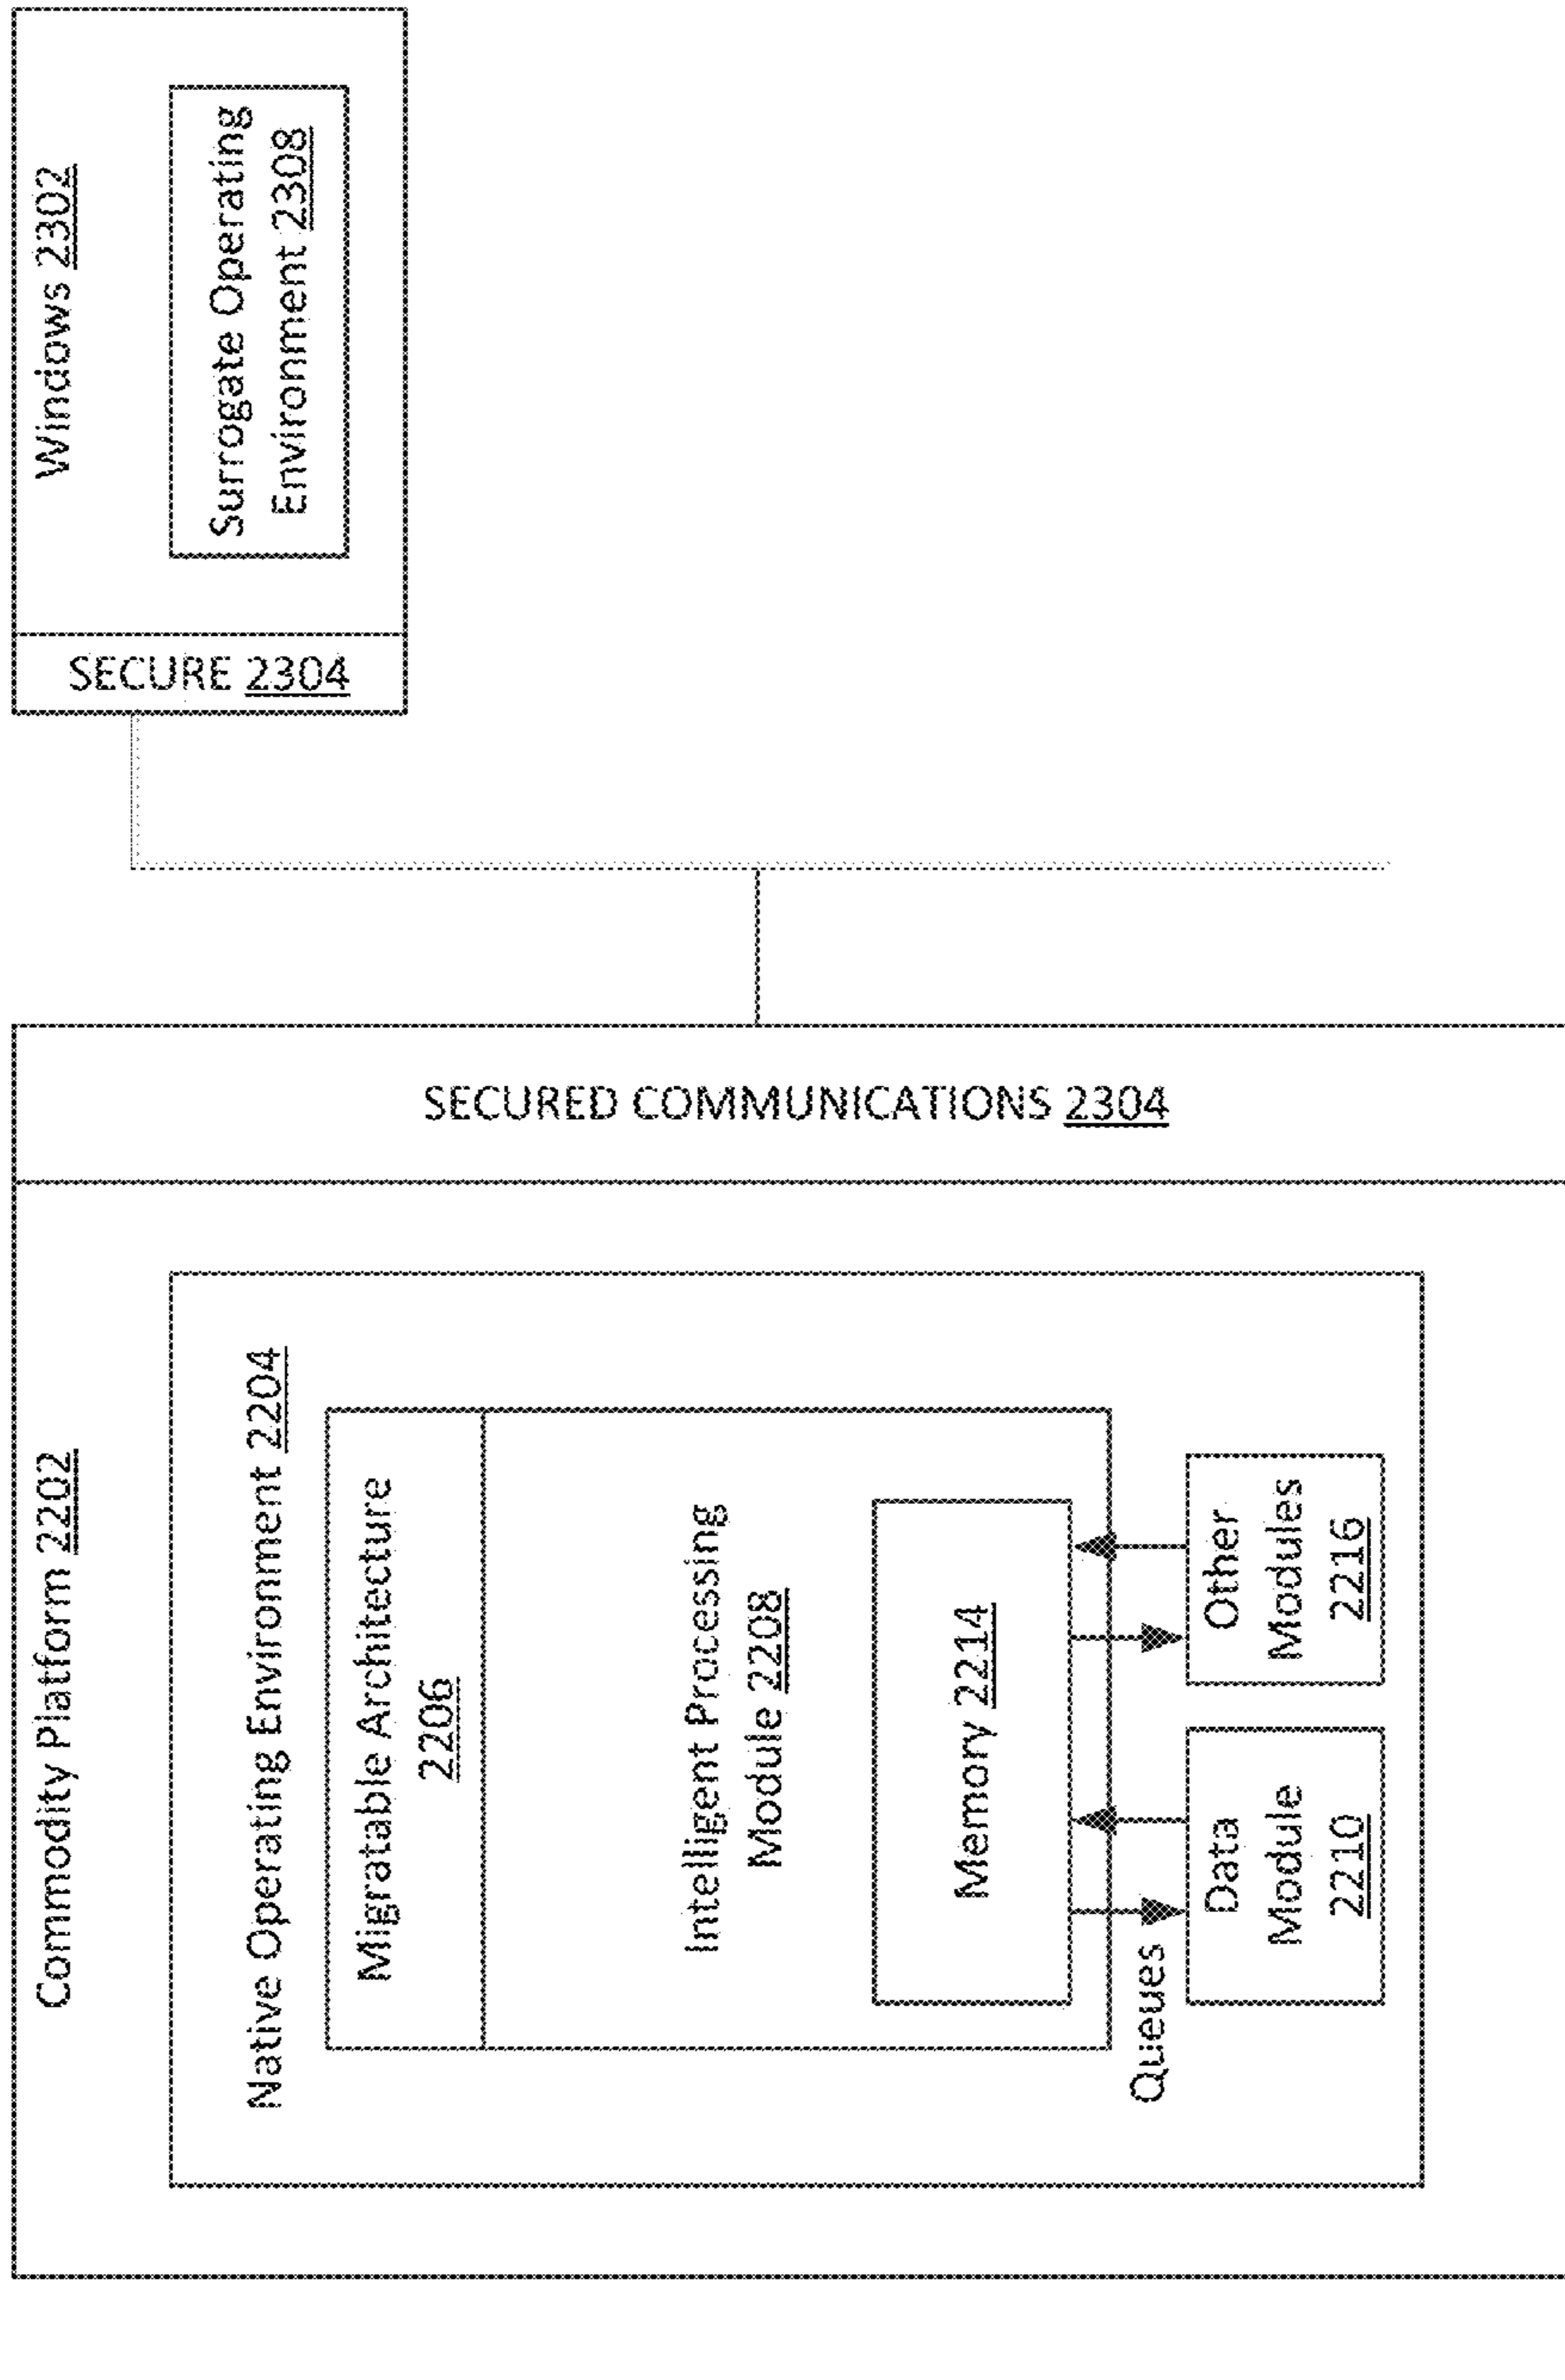 Commodity Platform 2202
Native Operating Environment 2204
Migratable Architecture
2206
Intelligent Processing
Module 2208
Memory 2214
Queues
Data
Module
2210
Other
Modules
2216
SECURED COMMUNICATIONS 2304
Windows 2302
SECURE 2304
Surrogate Operating
Environment 2308